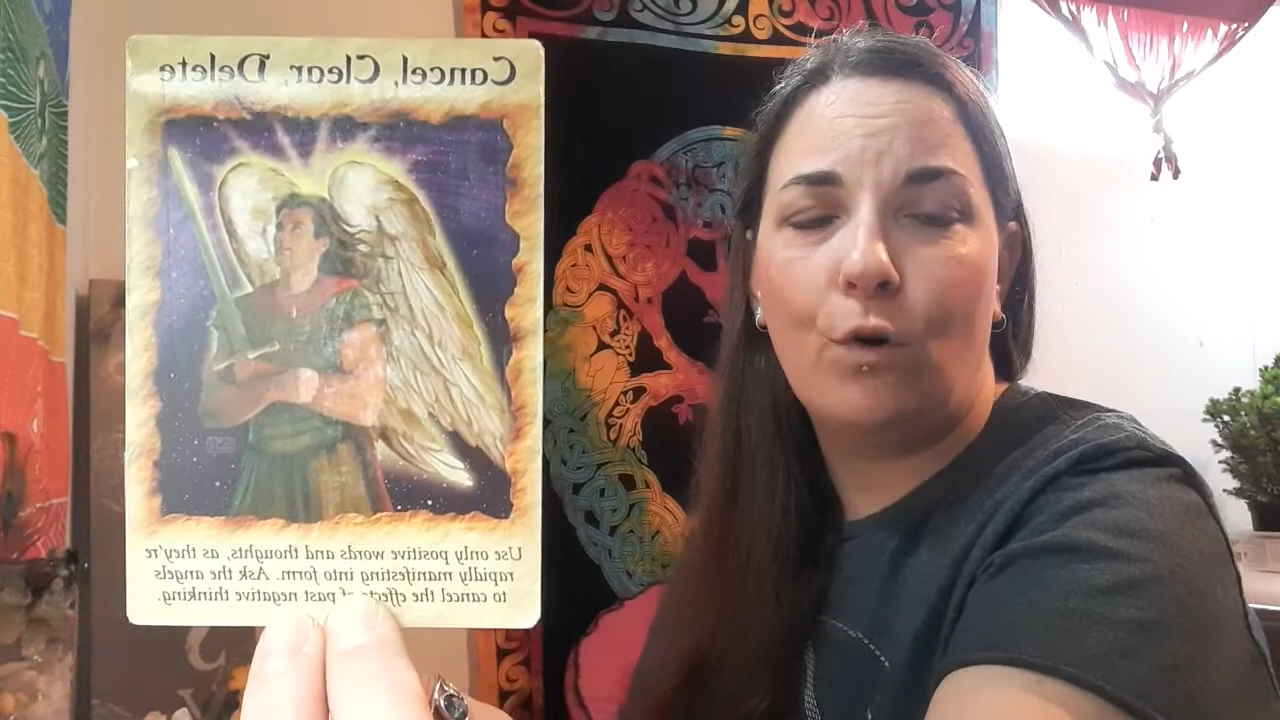 Cancel, Clear, Delete
Use only positive words and thoughts, as they're
rapidly manifesting into form. Ask the angels
to cancel the effects of past negative thinking.